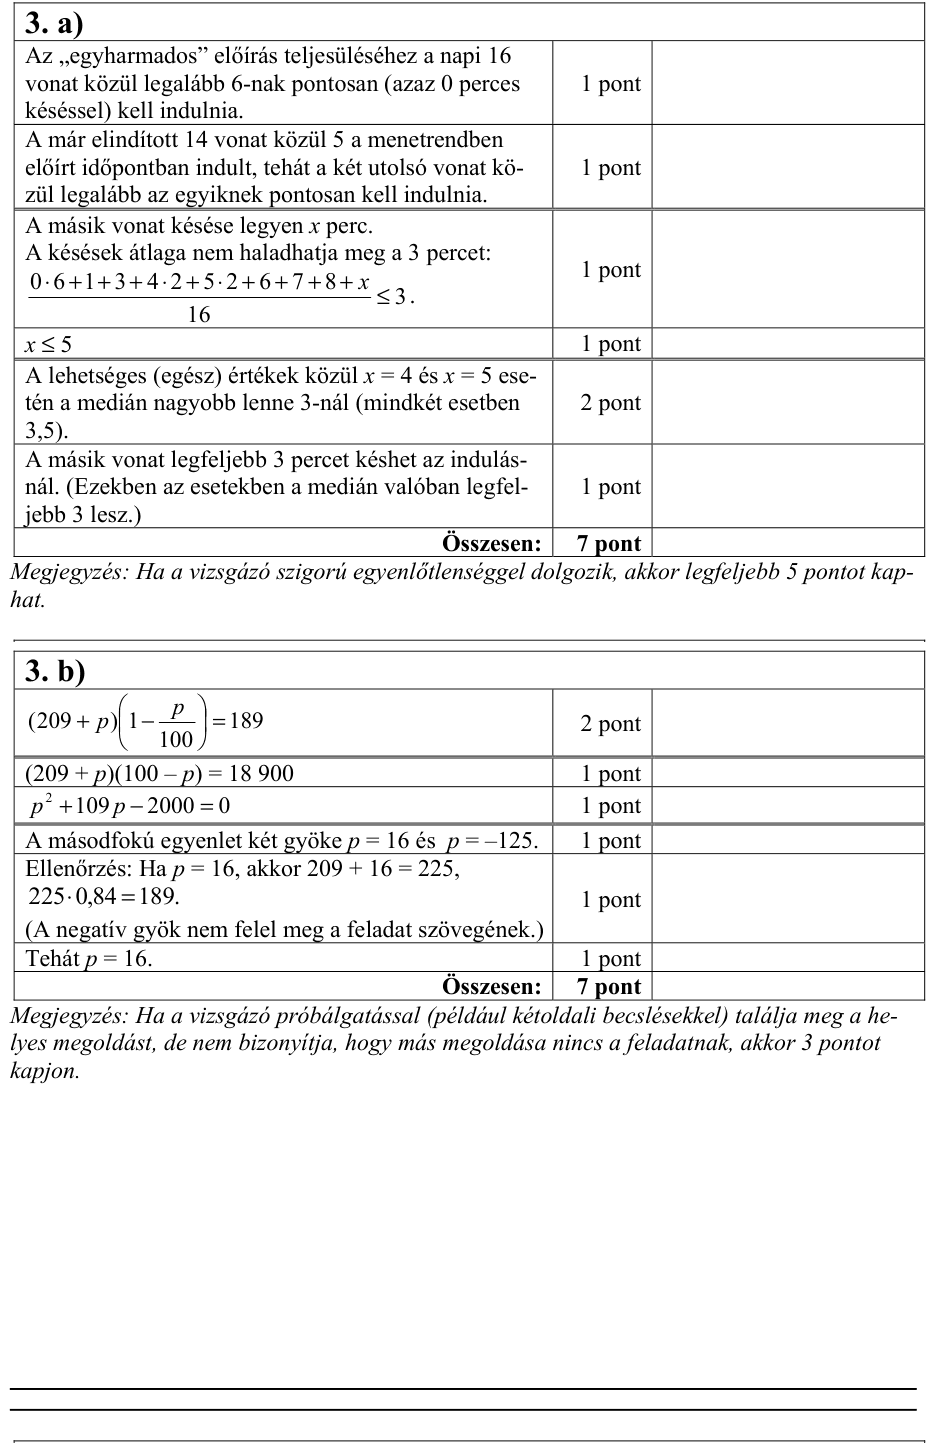 3. a)
Az „egyharmados” előírás teljesüléséhez a napi 16
vonat közül legalább 6-nak pontosan (azaz 0 perces
késéssel) kell indulnia.
1 pont
A már elindított 14 vonat közül 5 a menetrendben
előírt időpontban indult, tehát a két utolsó vonat kö-
zül legalább az egyiknek pontosan kell indulnia.
1 pont
A másik vonat késése legyen x perc.
A késések átlaga nem haladhatja meg a 3 percet:
(0·6+1+3+4·2+5·2+6+7+8+x)/16 ≤ 3.
1 pont
x ≤ 5
1 pont
A lehetséges (egész) értékek közül x = 4 és x = 5 ese-
tén a medián nagyobb lenne 3-nál (mindkét esetben
3,5).
2 pont
A másik vonat legfeljebb 3 percet késhet az indulás-
nál. (Ezekben az esetekben a medián valóban legfel-
jebb 3 lesz.)
1 pont
Összesen: 7 pont
Megjegyzés: Ha a vizsgázó szigorú egyenlőtlenséggel dolgozik, akkor legfeljebb 5 pontot kap-
hat.
3. b)
(209 + p)(1 − p/100) = 189
2 pont
(209 + p)(100 – p) = 18 900
1 pont
p² + 109p − 2000 = 0
1 pont
A másodfokú egyenlet két gyöke p = 16 és p = –125.
1 pont
Ellenőrzés: Ha p = 16, akkor 209 + 16 = 225,
225·0,84 = 189.
(A negatív gyök nem felel meg a feladat szövegének.)
1 pont
Tehát p = 16.
1 pont
Összesen: 7 pont
Megjegyzés: Ha a vizsgázó próbálgatással (például kétoldali becslésekkel) találja meg a he-
lyes megoldást, de nem bizonyítja, hogy más megoldása nincs a feladatnak, akkor 3 pontot
kapjon.